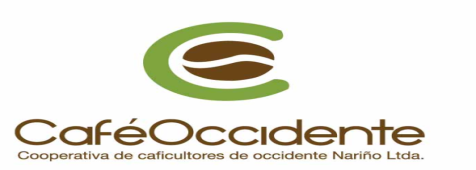 CaféOccidente
Cooperativa de caficultores de occidente Nariño Ltda.